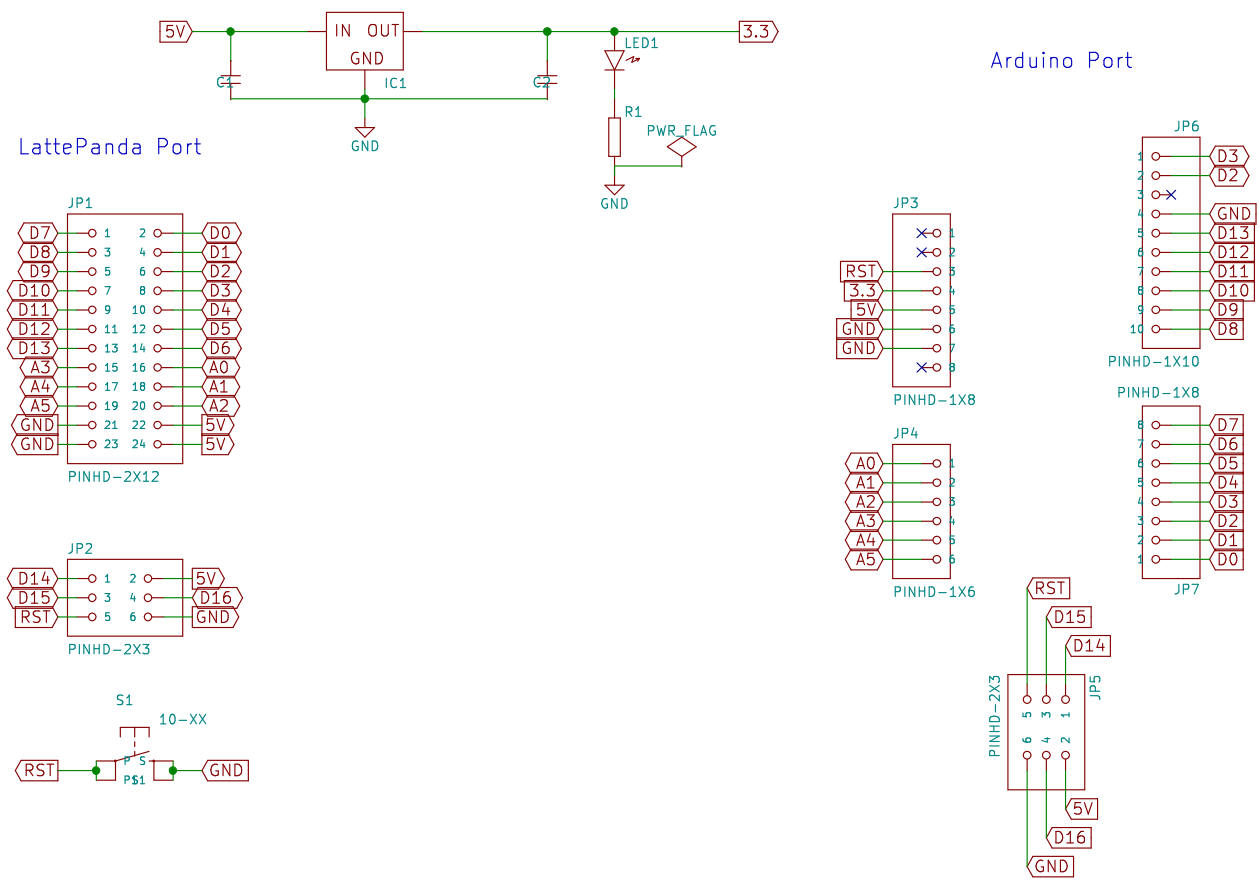 5V
IN OUT
GND
IC1
C1
C2
GND
3.3
LED1
R1
PWR_FLAG
GND
LattePanda Port
Arduino Port
JP1
D7 1 2 D0
D8 3 4 D1
D9 5 6 D2
D10 7 8 D3
D11 9 10 D4
D12 11 12 D5
D13 13 14 D6
A3 15 16 A0
A4 17 18 A1
A5 19 20 A2
GND 21 22 5V
GND 23 24 5V
PINHD-2X12
JP2
D14 1 2 5V
D15 3 4 D16
RST 5 6 GND
PINHD-2X3
S1
10-XX
RST
P S
P1
S1
GND
JP3
1
2
RST 3
3.3 4
5V 5
GND 6
GND 7
8
PINHD-1X8
JP4
A0 1
A1 2
A2 3
A3 4
A4 5
A5 6
PINHD-1X6
JP6
1 D3
2 D2
3
4 GND
5 D13
6 D12
7 D11
8 D10
9 D9
10 D8
PINHD-1X10
PINHD-1X8
8 D7
7 D6
6 D5
5 D4
4 D3
3 D2
2 D1
1 D0
JP7
RST
D15
D14
PINHD-2X3
JP5
5 3 1
6 4 2
5V
D16
GND